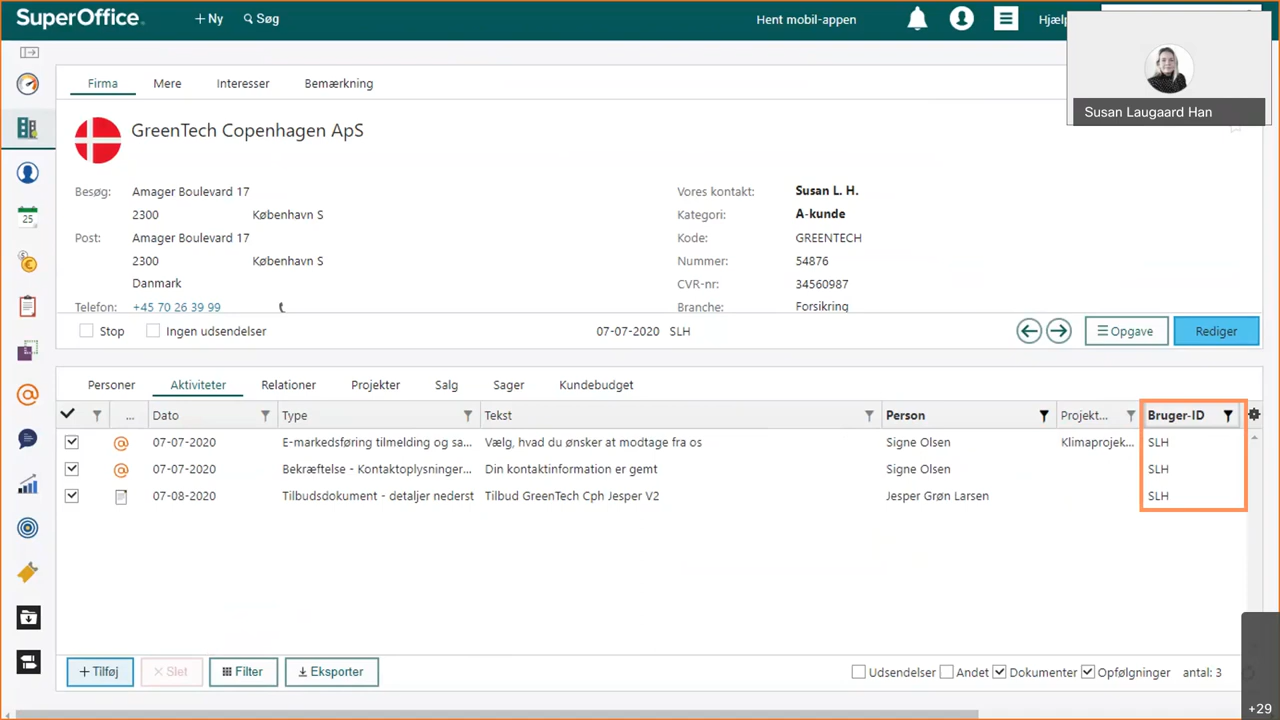 SuperOffice
+ Ny
Søg
Hent mobil-appen
Hjælp
Susan Laugaard Han
Firma
Mere
Interesser
Bemærkning
GreenTech Copenhagen ApS
Besøg: Amager Boulevard 17
2300 København S
Post: Amager Boulevard 17
2300 København S
Danmark
Telefon: +45 70 26 39 99
Vores kontakt: Susan L. H.
Kategori: A-kunde
Kode: GREENTECH
Nummer: 54876
CVR-nr: 34560987
Branche: Forsikring
Stop
Ingen udsendelser
07-07-2020 SLH
Opgave
Rediger
25
Personer
Aktiviteter
Relationer
Projekter
Salg
Sager
Kundebudget
... Dato Type Tekst Person Projekt... Bruger-ID
07-07-2020 E-markedsføring tilmelding og sa... Vælg, hvad du ønsker at modtage fra os Signe Olsen Klimaprojek... SLH
07-07-2020 Bekræftelse - Kontaktoplysninger... Din kontaktinformation er gemt Signe Olsen SLH
07-08-2020 Tilbudsdokument - detaljer nederst Tilbud GreenTech Cph Jesper V2 Jesper Grøn Larsen SLH
+ Tilføj
× Slet
Filter
Eksporter
Udsendelser
Andet
Dokumenter
Opfølgninger
antal: 3
+29